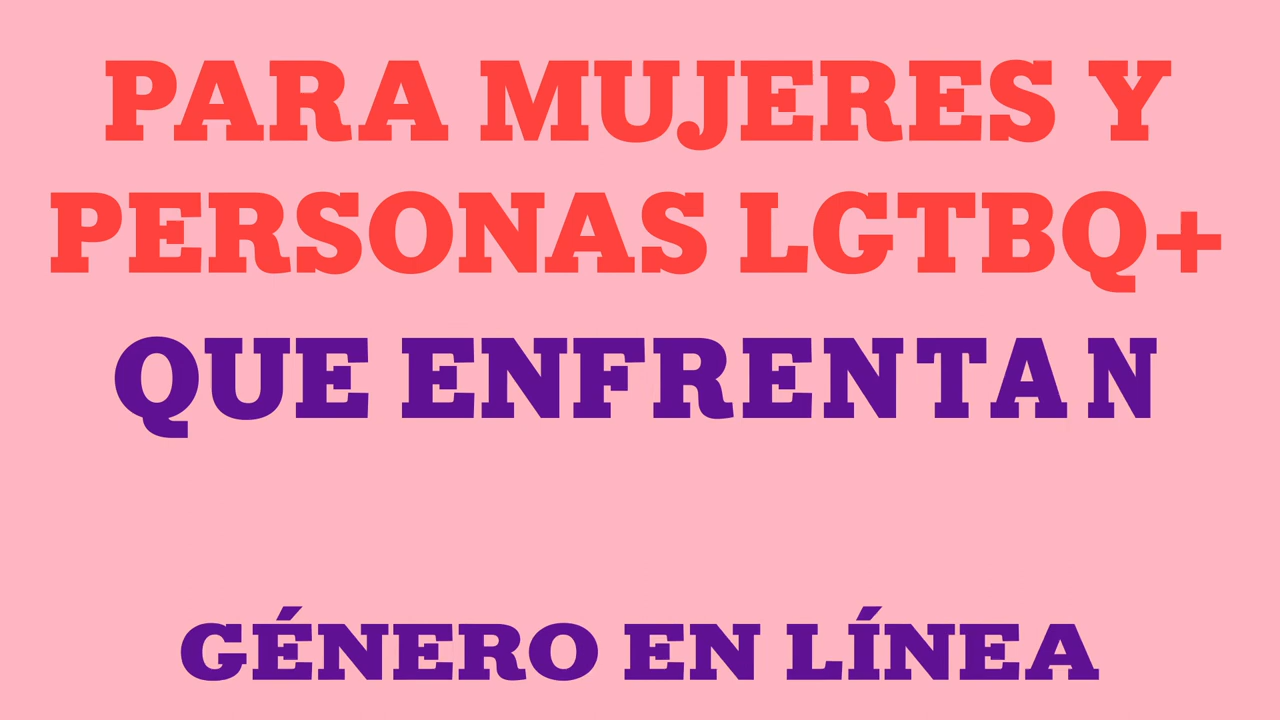 PARA MUJERES Y
PERSONAS LGTBQ+
QUE ENFRENTAN
GÉNERO EN LÍNEA